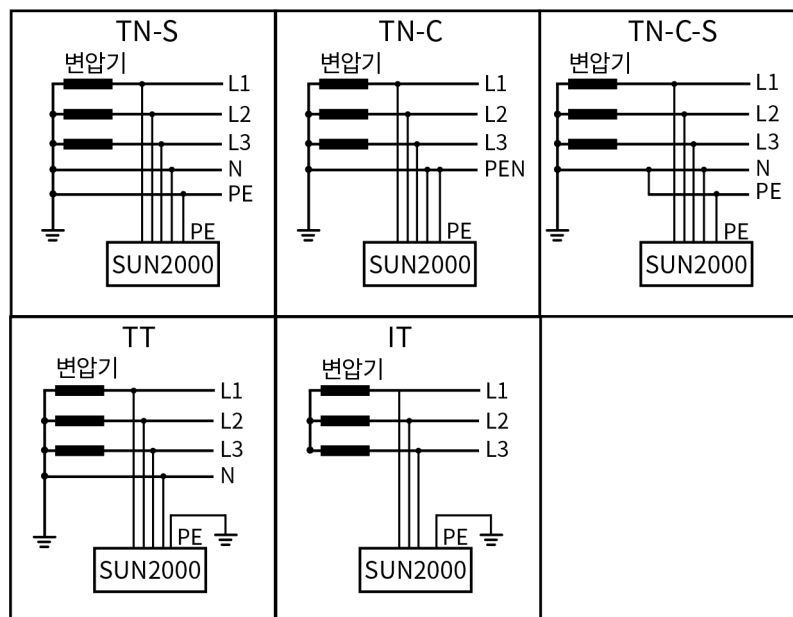 TN-S
변압기
L1
L2
L3
N
PE
PE
SUN2000
TN-C
변압기
L1
L2
L3
PEN
PE
SUN2000
TN-C-S
변압기
L1
L2
L3
N
PE
PE
SUN2000
TT
변압기
L1
L2
L3
N
PE
SUN2000
IT
변압기
L1
L2
L3
PE
SUN2000